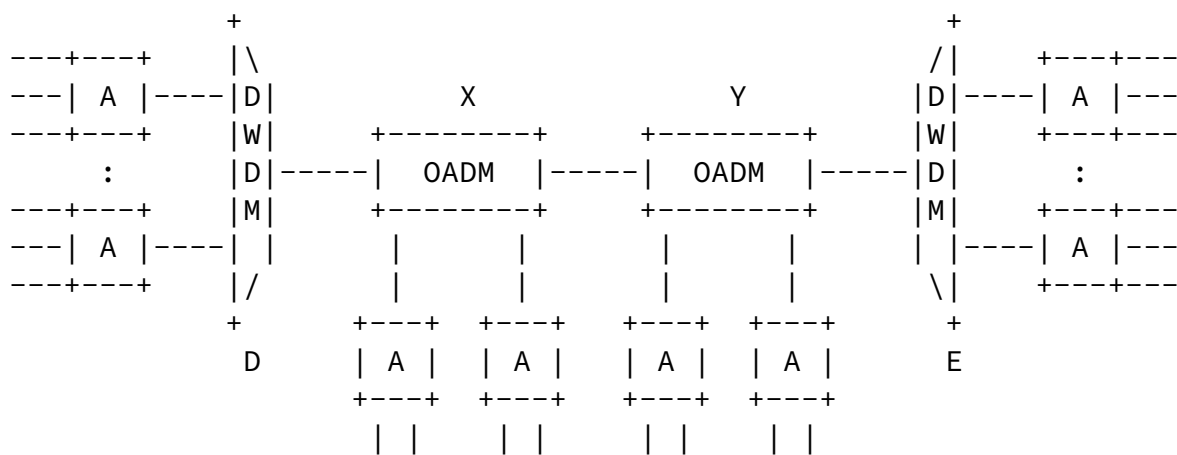 +                                       +
---+---+    |\                                     /|    +---+---
---| A |----|D|          X              Y         |D|----| A |---
---+---+    |W|     +--------+     +--------+     |W|    +---+---
     :      |D|-----|  OADM  |-----|  OADM  |-----|D|      :
---+---+    |M|     +--------+     +--------+     |M|    +---+---
---| A |----| |      |      |       |      |      | |----| A |---
---+---+    |/       |      |       |      |       \|    +---+---
            +      +---+  +---+   +---+  +---+      +
             D     | A |  | A |   | A |  | A |      E
                   +---+  +---+   +---+  +---+
                    | |    | |     | |    | |